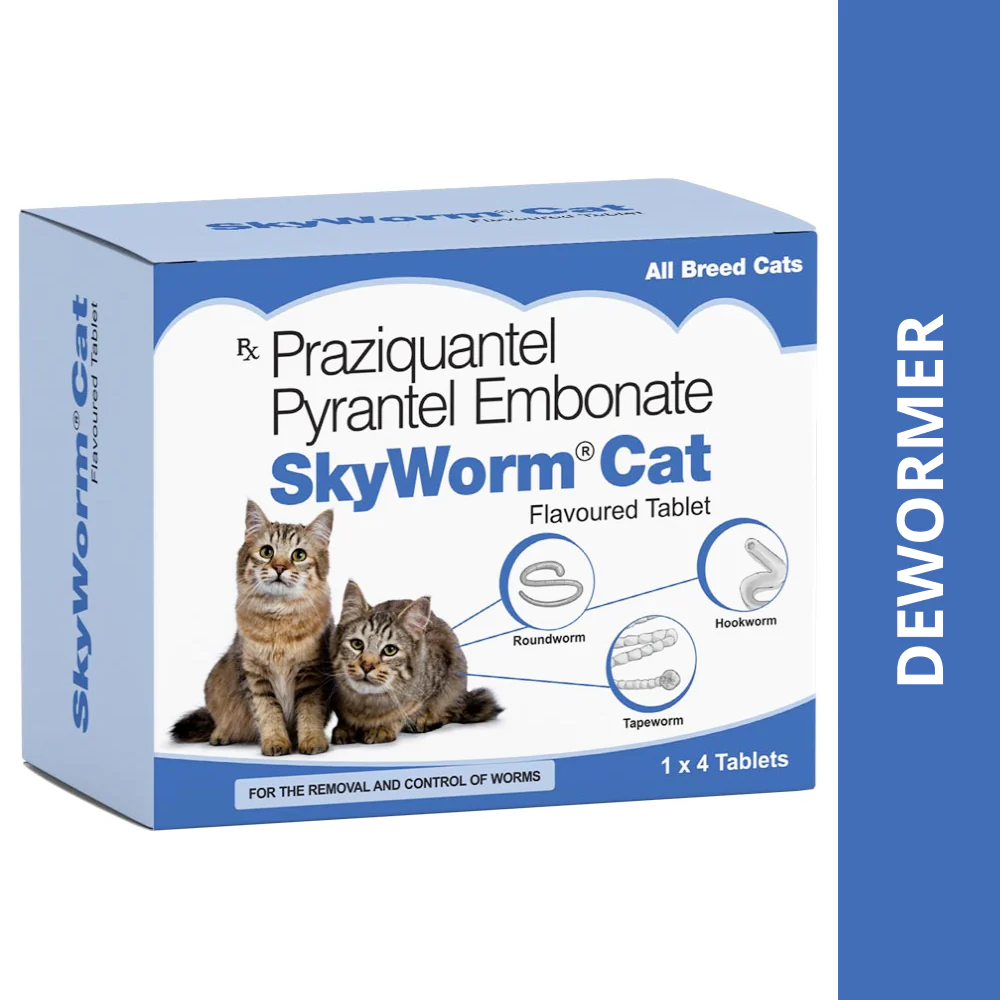 SkyWorm® Cat
Flavoured Tablet
SkyWorm® Cat
Flavoured Tablet
All Breed Cats
Rx Praziquantel
Pyrantel Embonate
SkyWorm® Cat
Flavoured Tablet
Roundworm
Hookworm
Tapeworm
1 x 4 Tablets
FOR THE REMOVAL AND CONTROL OF WORMS
DEWORMER